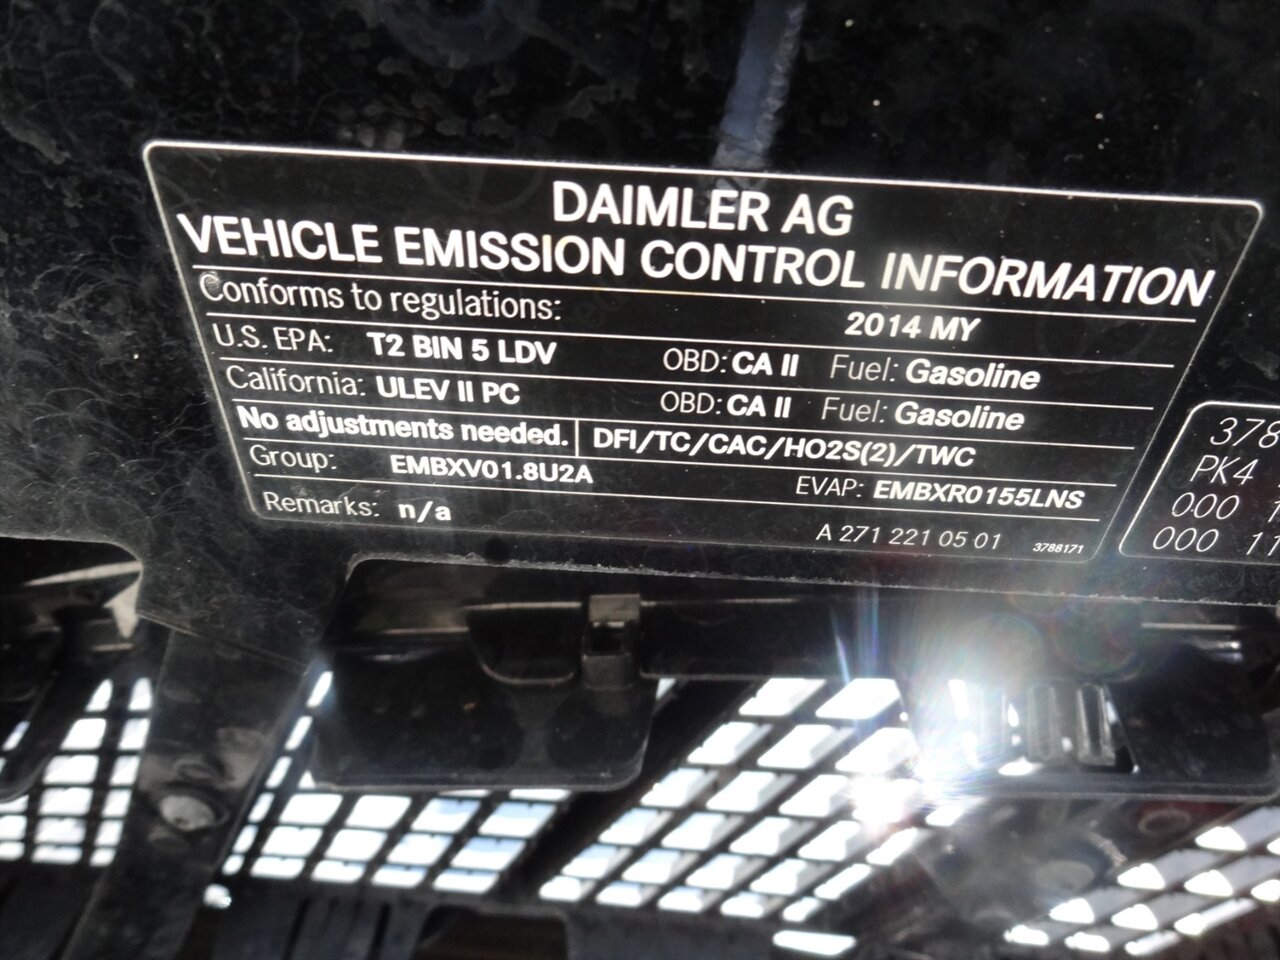 DAIMLER AG
VEHICLE EMISSION CONTROL INFORMATION
Conforms to regulations: 2014 MY
U.S. EPA: T2 BIN 5 LDV OBD: CA II Fuel: Gasoline
California: ULEV II PC OBD: CA II Fuel: Gasoline
No adjustments needed. DFI/TC/CAC/HO2S(2)/TWC
Group: EMBXV01.8U2A EVAP: EMBXR0155LNS
Remarks: n/a A 271 221 05 01 3788171
378
PK4
000 1
000 11